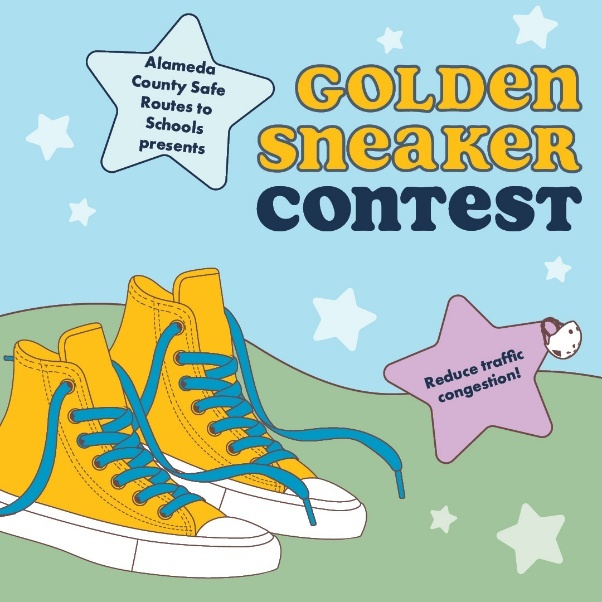 Alameda
County Safe
Routes to
Schools
presents
GOLDEN
SNEAKER
CONTEST
Reduce traffic
congestion!